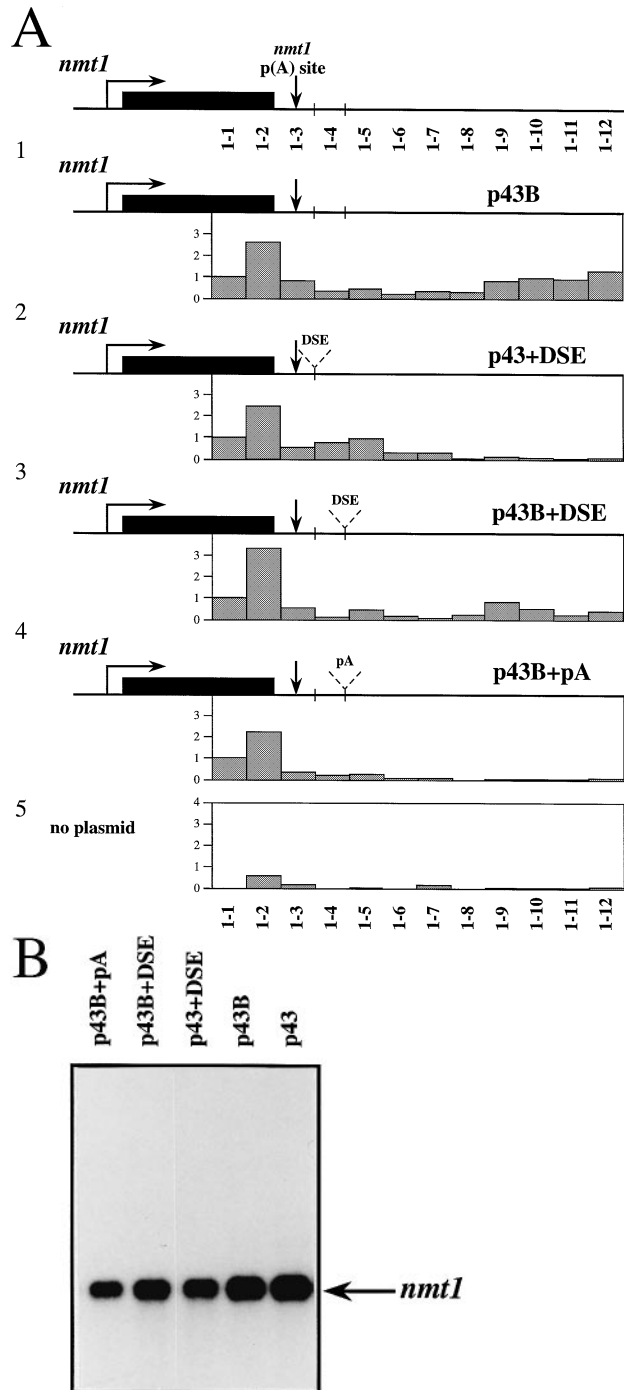 A
nmt1
nmt1
p(A) site
1-1 1-2 1-3 1-4 1-5 1-6 1-7 1-8 1-9 1-10 1-11 1-12
1
nmt1
p43B
3
2
1
0
2
nmt1
DSE
p43+DSE
3
2
1
0
3
nmt1
DSE
p43B+DSE
3
2
1
0
4
nmt1
pA
p43B+pA
3
2
1
0
5
no plasmid
4
3
2
1
0
1-1 1-2 1-3 1-4 1-5 1-6 1-7 1-8 1-9 1-10 1-11 1-12
B
p43B+pA p43B+DSE p43+DSE p43B p43
nmt1